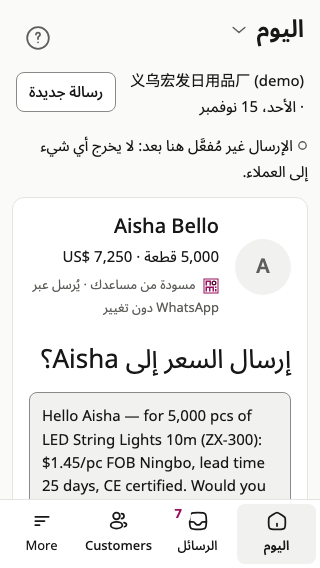 اليوم
?
义乌宏发日用品厂 (demo)
· الأحد، 15 نوفمبر
رسالة جديدة
الإرسال غير مُفعَّل هنا بعد: لا يخرج أي شيء
إلى العملاء.
Aisha Bello
5,000 قطعة · US$ 7,250
A
مسودة من مساعدك · يُرسل عبر
WhatsApp دون تغيير
إرسال السعر إلى Aisha؟
Hello Aisha — for 5,000 pcs of
LED String Lights 10m (ZX-300):
$1.45/pc FOB Ningbo, lead time
25 days, CE certified. Would you
اليوم
7
الرسائل
Customers
More